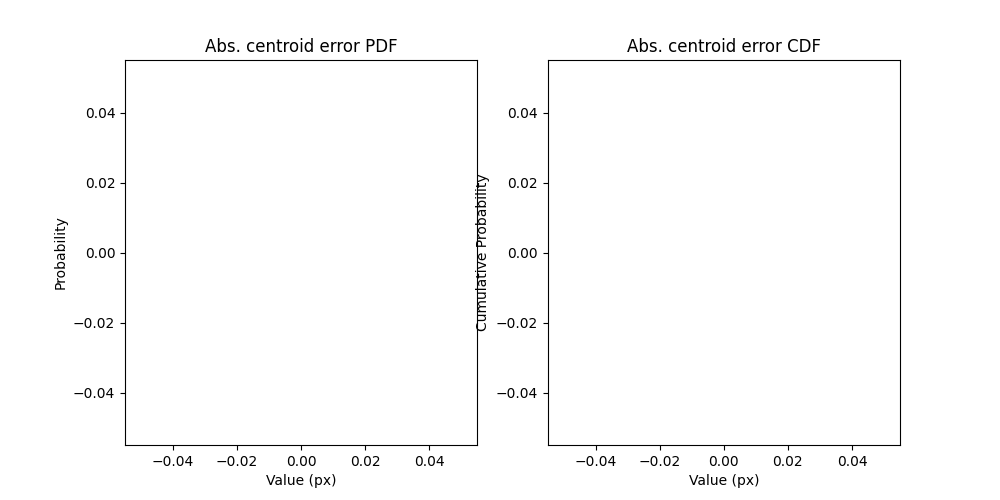 Abs. centroid error PDF
0.04
0.02
0.00
−0.02
−0.04
Probability
−0.04 −0.02 0.00 0.02 0.04
Value (px)
Abs. centroid error CDF
0.04
0.02
0.00
−0.02
−0.04
Cumulative Probability
−0.04 −0.02 0.00 0.02 0.04
Value (px)